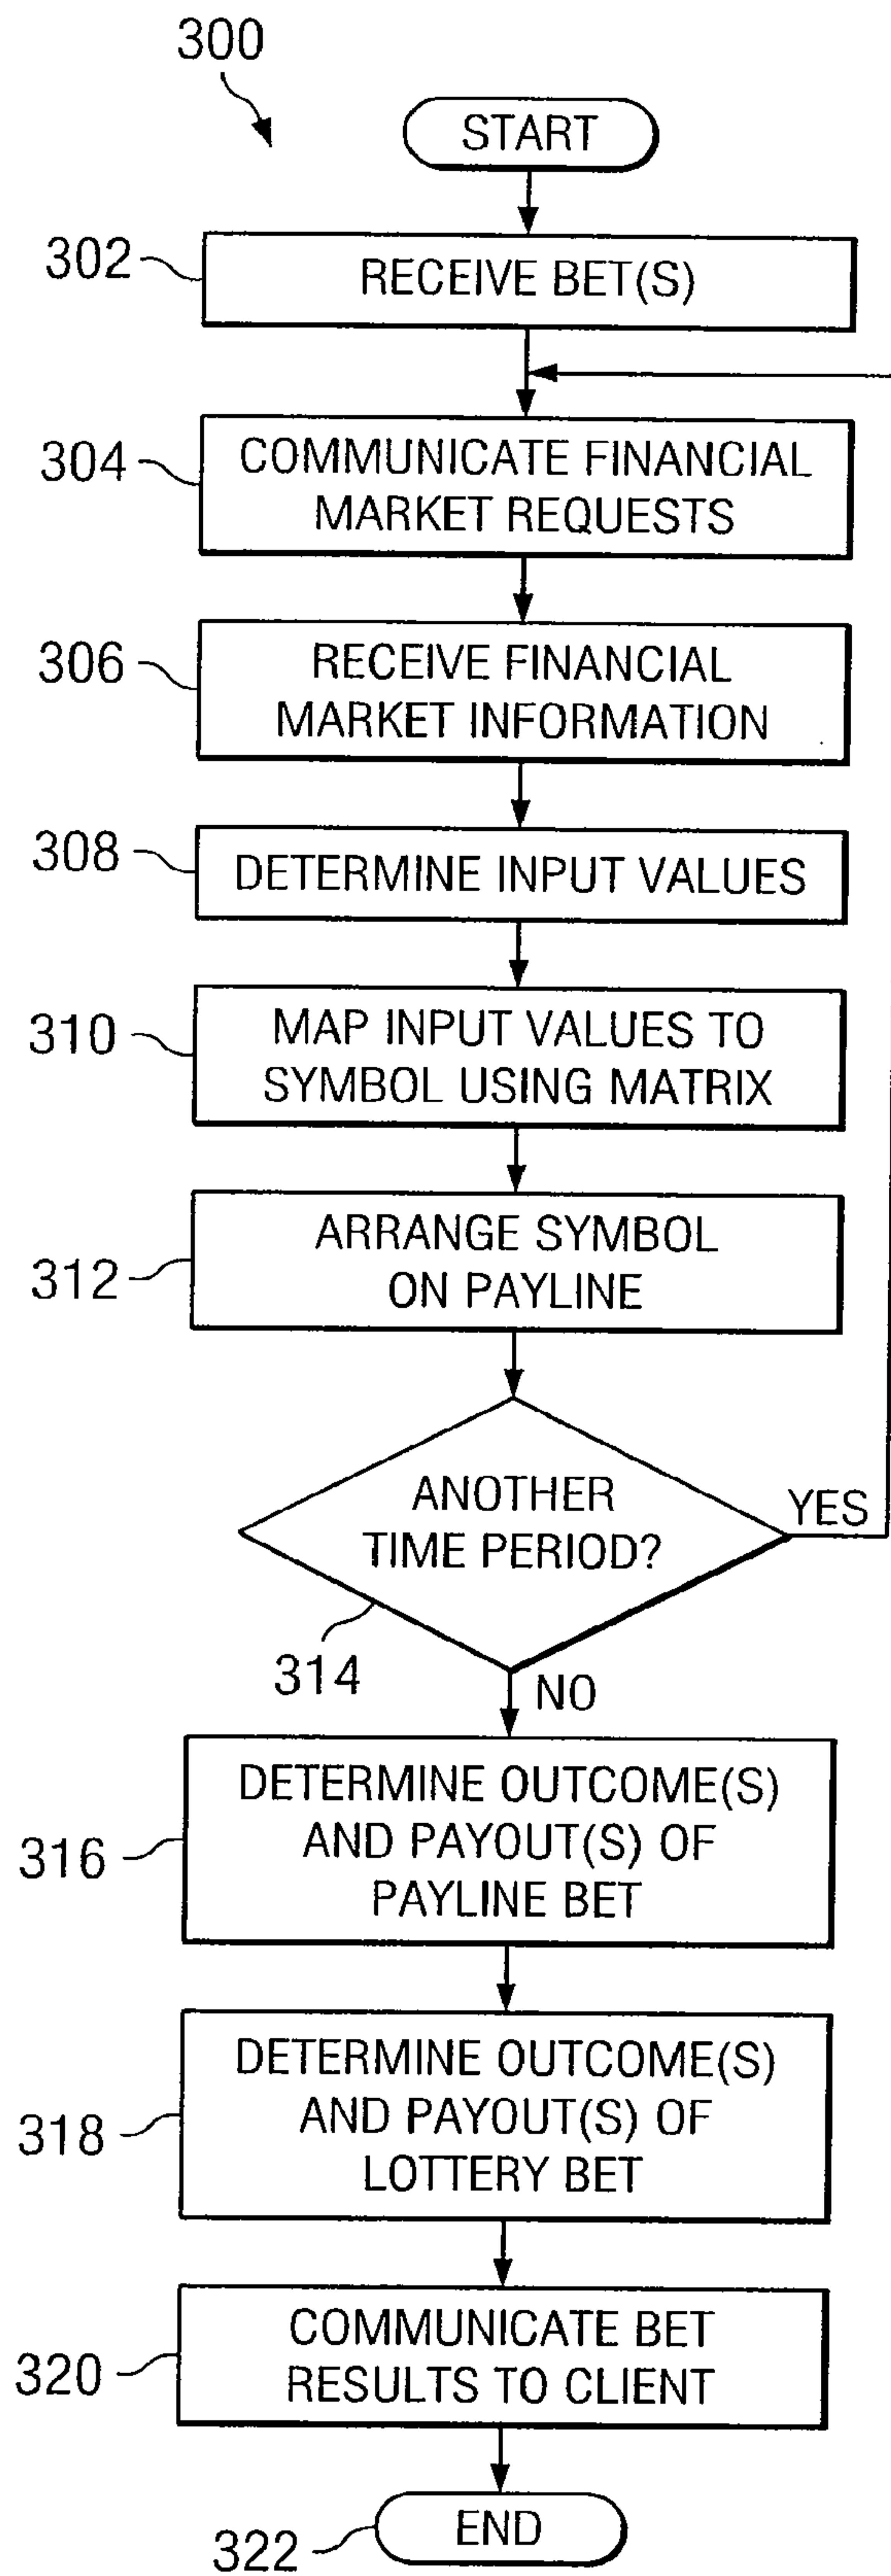 300
START
302
RECEIVE BET(S)
304
COMMUNICATE FINANCIAL
MARKET REQUESTS
306
RECEIVE FINANCIAL
MARKET INFORMATION
308
DETERMINE INPUT VALUES
310
MAP INPUT VALUES TO
SYMBOL USING MATRIX
312
ARRANGE SYMBOL
ON PAYLINE
ANOTHER
TIME PERIOD?
YES
314
NO
316
DETERMINE OUTCOME(S)
AND PAYOUT(S) OF
PAYLINE BET
318
DETERMINE OUTCOME(S)
AND PAYOUT(S) OF
LOTTERY BET
320
COMMUNICATE BET
RESULTS TO CLIENT
322
END